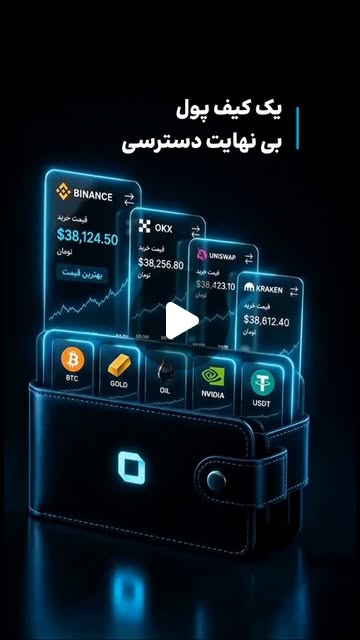 یک کیف پول
بی نهایت دسترسی
BINANCE
قیمت خرید
$38,124.50
تومان
بهترین قیمت
OKX
قیمت خرید
$38,256.80
تومان
UNISWAP
قیمت خرید
$38,423.10
تومان
KRAKEN
قیمت خرید
$38,612.40
تومان
BTC
GOLD
OIL
NVIDIA
USDT